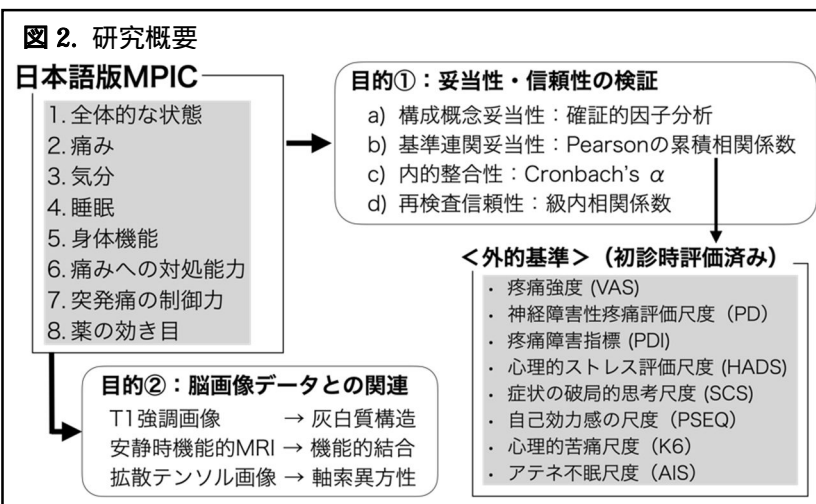 図 2. 研究概要
日本語版MPIC
1. 全体的な状態
2. 痛み
3. 気分
4. 睡眠
5. 身体機能
6. 痛みへの対処能力
7. 突発痛の制御力
8. 薬の効き目
目的①:妥当性・信頼性の検証
a) 構成概念妥当性:確証的因子分析
b) 基準連関妥当性:Pearsonの累積相関係数
c) 内的整合性:Cronbach's α
d) 再検査信頼性:級内相関係数
<外的基準>(初診時評価済み)
・ 疼痛強度 (VAS)
・ 神経障害性疼痛評価尺度(PD)
・ 疼痛障害指標 (PDI)
・ 心理的ストレス評価尺度 (HADS)
・ 症状の破局的思考尺度 (SCS)
・ 自己効力感の尺度(PSEQ)
・ 心理的苦痛尺度(K6)
・ アテネ不眠尺度(AIS)
目的②:脳画像データとの関連
T1強調画像 → 灰白質構造
安静時機能的MRI → 機能的結合
拡散テンソル画像 → 軸索異方性